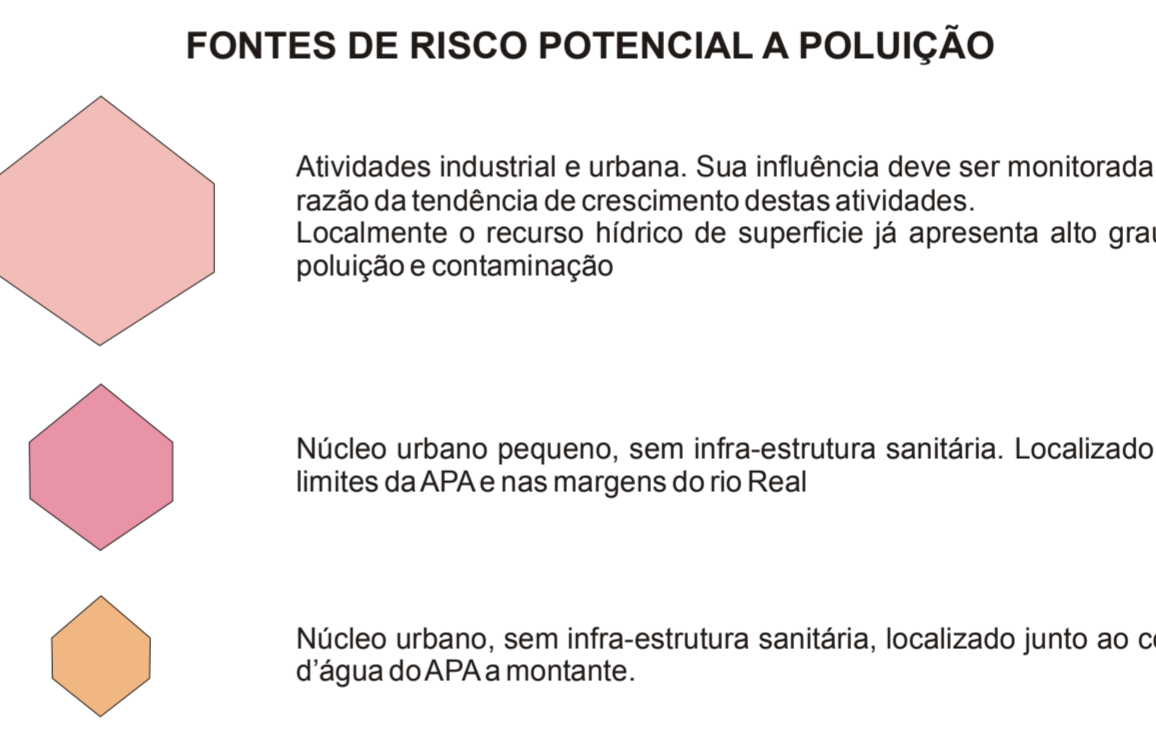 FONTES DE RISCO POTENCIAL A POLUIÇÃO
Atividades industrial e urbana. Sua influência deve ser monitorada
razão da tendência de crescimento destas atividades.
Localmente o recurso hídrico de superficie já apresenta alto grau
poluição e contaminação
Núcleo urbano pequeno, sem infra-estrutura sanitária. Localizado
limites da APA e nas margens do rio Real
Núcleo urbano, sem infra-estrutura sanitária, localizado junto ao
d’água do APA a montante.